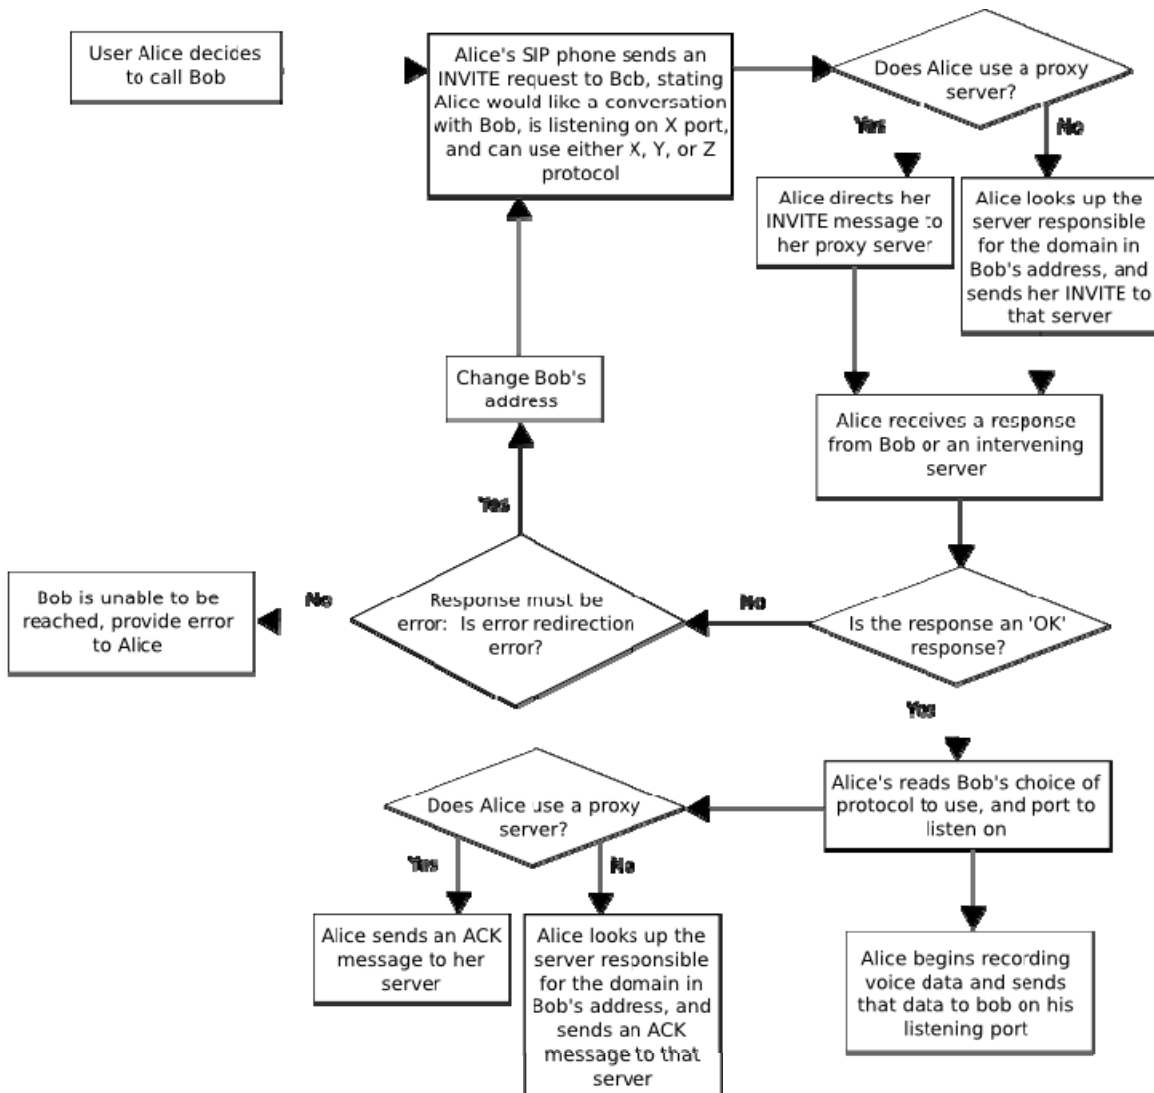 User Alice decides
to call Bob
Alice's SIP phone sends an
INVITE request to Bob, stating
Alice would like a conversation
with Bob, is listening on X port,
and can use either X, Y, or Z
protocol
Does Alice use a proxy
server?
Yes
No
Alice directs her
INVITE message to
her proxy server
Alice looks up the
server responsible
for the domain in
Bob's address, and
sends her INVITE to
that server
Change Bob's
address
Alice receives a response
from Bob or an intervening
server
Yes
Bob is unable to be
reached, provide error
to Alice
No
Response must be
error: Is error redirection
error?
No
Is the response an 'OK'
response?
Yes
Does Alice use a proxy
server?
Alice's reads Bob's choice of
protocol to use, and port to
listen on
Yes
No
Alice sends an ACK
message to her
server
Alice looks up the
server responsible
for the domain in
Bob's address, and
sends an ACK
message to that
server
Alice begins recording
voice data and sends
that data to bob on his
listening port